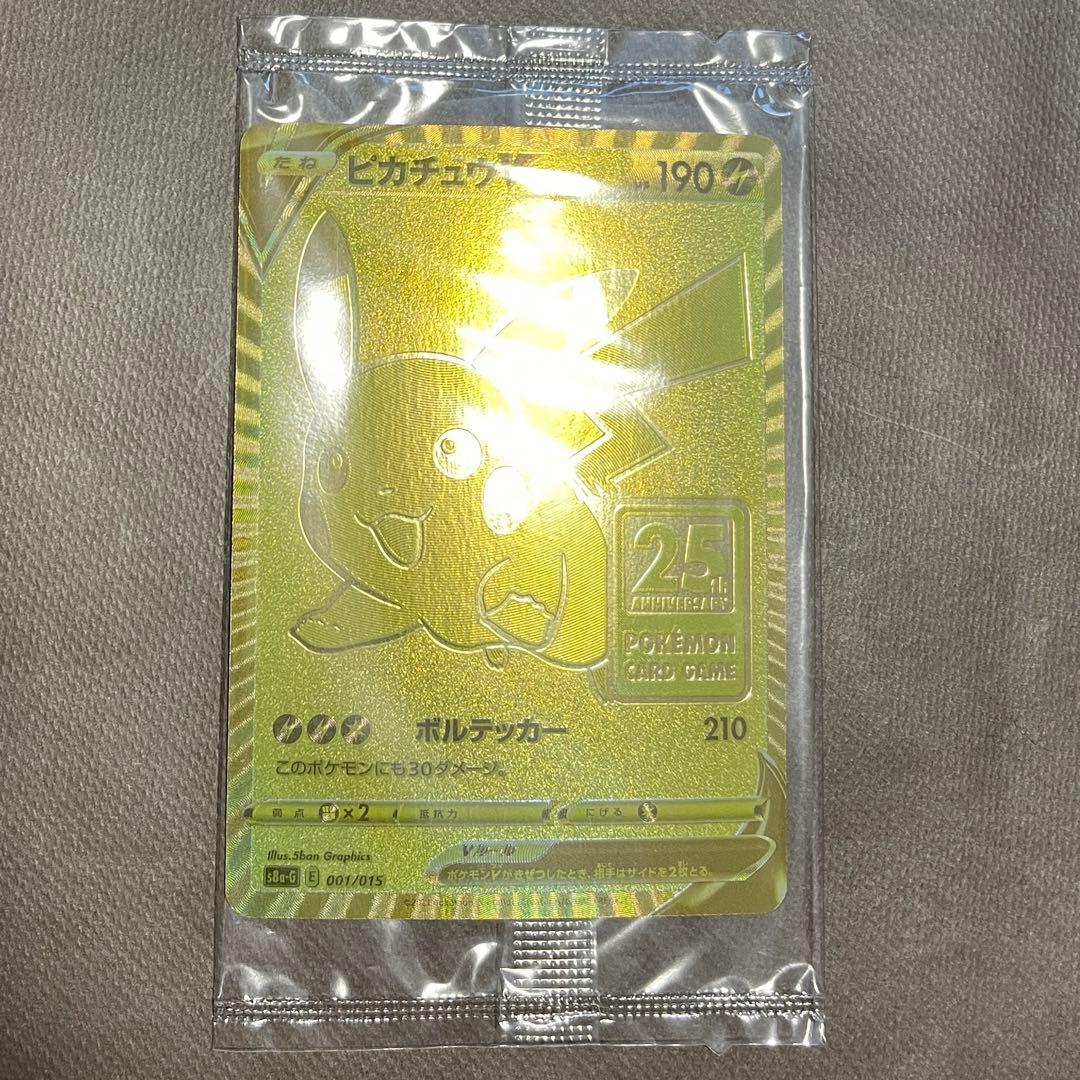 たね
ピカチュウV
HP 190
25th
ANNIVERSARY
POKÉMON
CARD GAME
ボルテッカー 210
このポケモンにも30ダメージ。
弱点 ×2 抵抗力 にげる
Illus.5ban Graphics
Vルール
s8a-G E 001/015
ポケモンVがきぜつしたとき、相手はサイドを2枚とる。